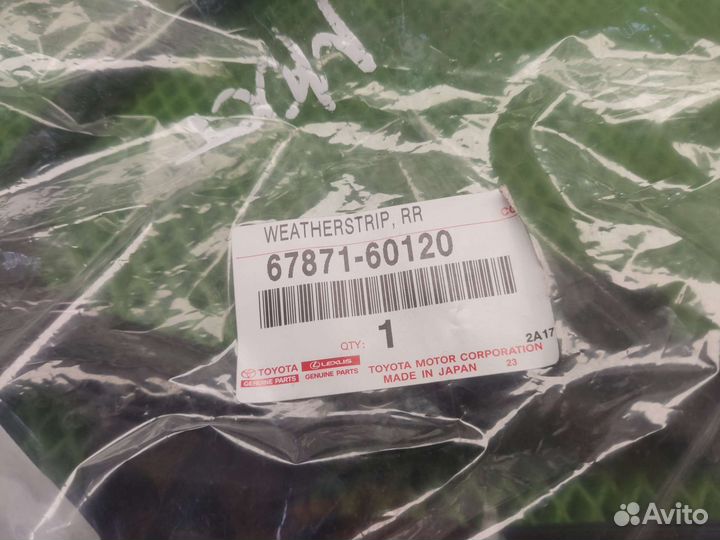 WEATHERSTRIP, RR
67871-60120
QTY: 1
2A17
TOYOTA
GENUINE PARTS
LEXUS
GENUINE PARTS
TOYOTA MOTOR CORPORATION
MADE IN JAPAN 23
Avito